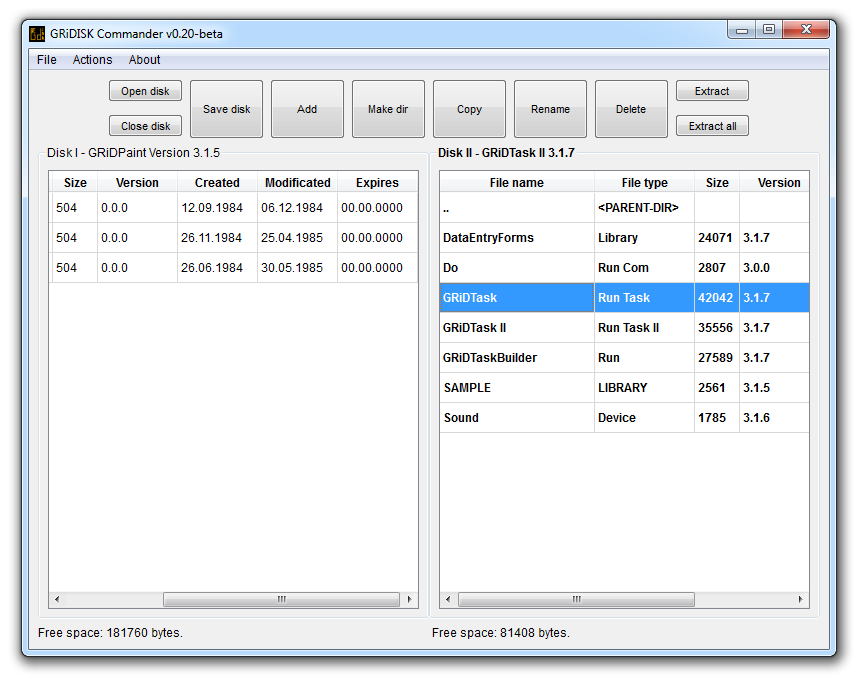 GRiDISK Commander v0.20-beta
File Actions About
Open disk
Close disk
Save disk
Add
Make dir
Copy
Rename
Delete
Extract
Extract all
Disk I - GRiDPaint Version 3.1.5
Size Version Created Modificated Expires
504 0.0.0 12.09.1984 06.12.1984 00.00.0000
504 0.0.0 26.11.1984 25.04.1985 00.00.0000
504 0.0.0 26.06.1984 30.05.1985 00.00.0000
Free space: 181760 bytes.
Disk II - GRiDTask II 3.1.7
File name File type Size Version
.. <PARENT-DIR>
DataEntryForms Library 24071 3.1.7
Do Run Com 2807 3.0.0
GRiDTask Run Task 42042 3.1.7
GRiDTask II Run Task II 35556 3.1.7
GRiDTaskBuilder Run 27589 3.1.7
SAMPLE LIBRARY 2561 3.1.5
Sound Device 1785 3.1.6
Free space: 81408 bytes.